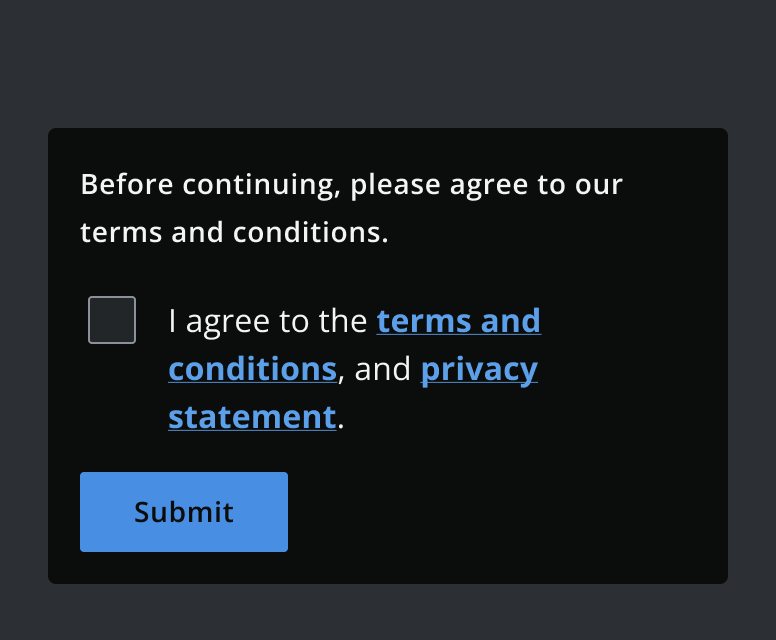 Before continuing, please agree to our
terms and conditions.
I agree to the terms and
conditions, and privacy
statement.
Submit